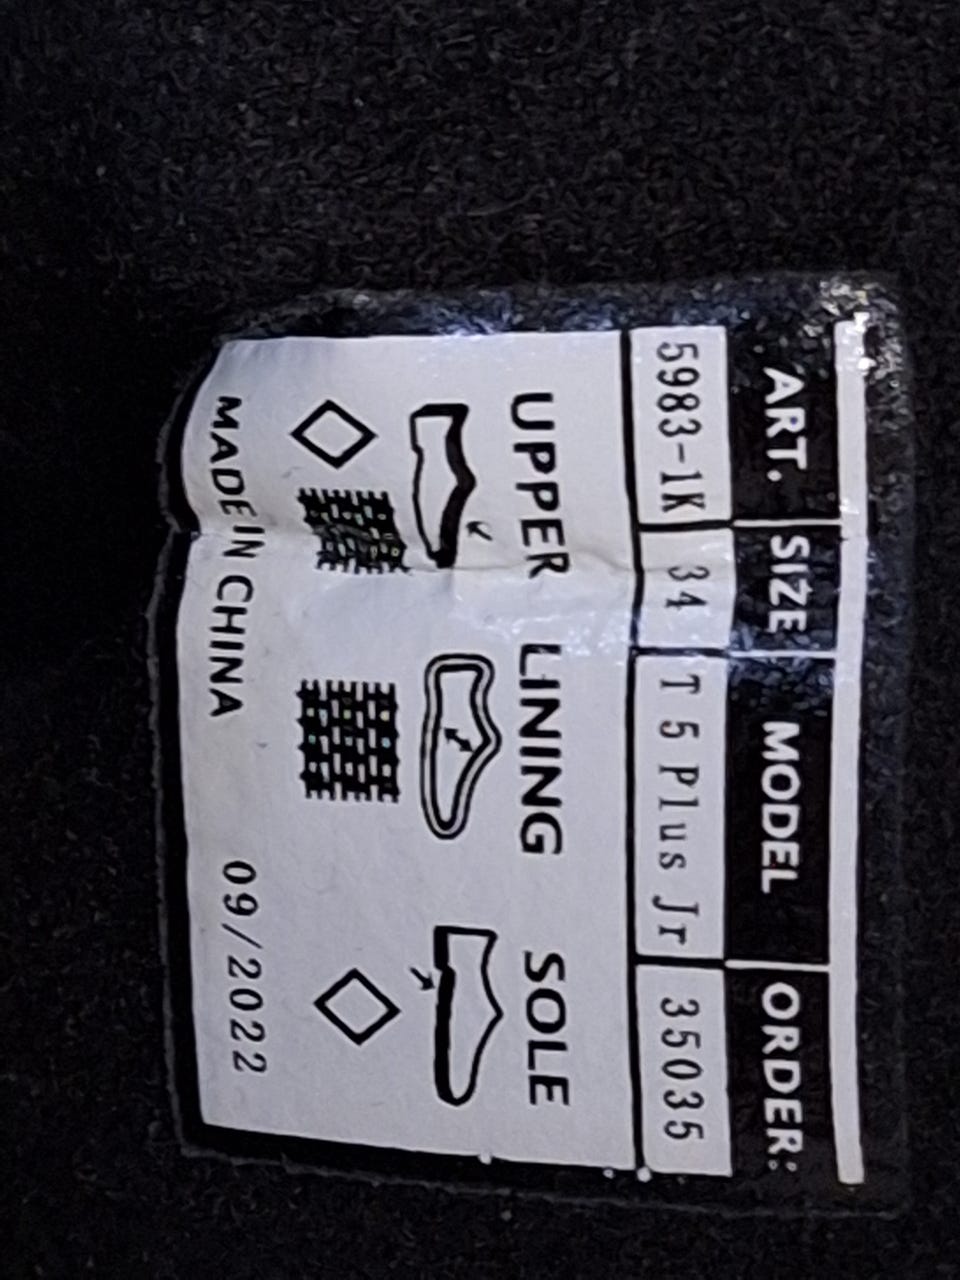 ART. SIZE MODEL ORDER:
5983-1K 34 T 5 Plus Jr 35035
UPPER LINING SOLE
MADE IN CHINA 09/2022